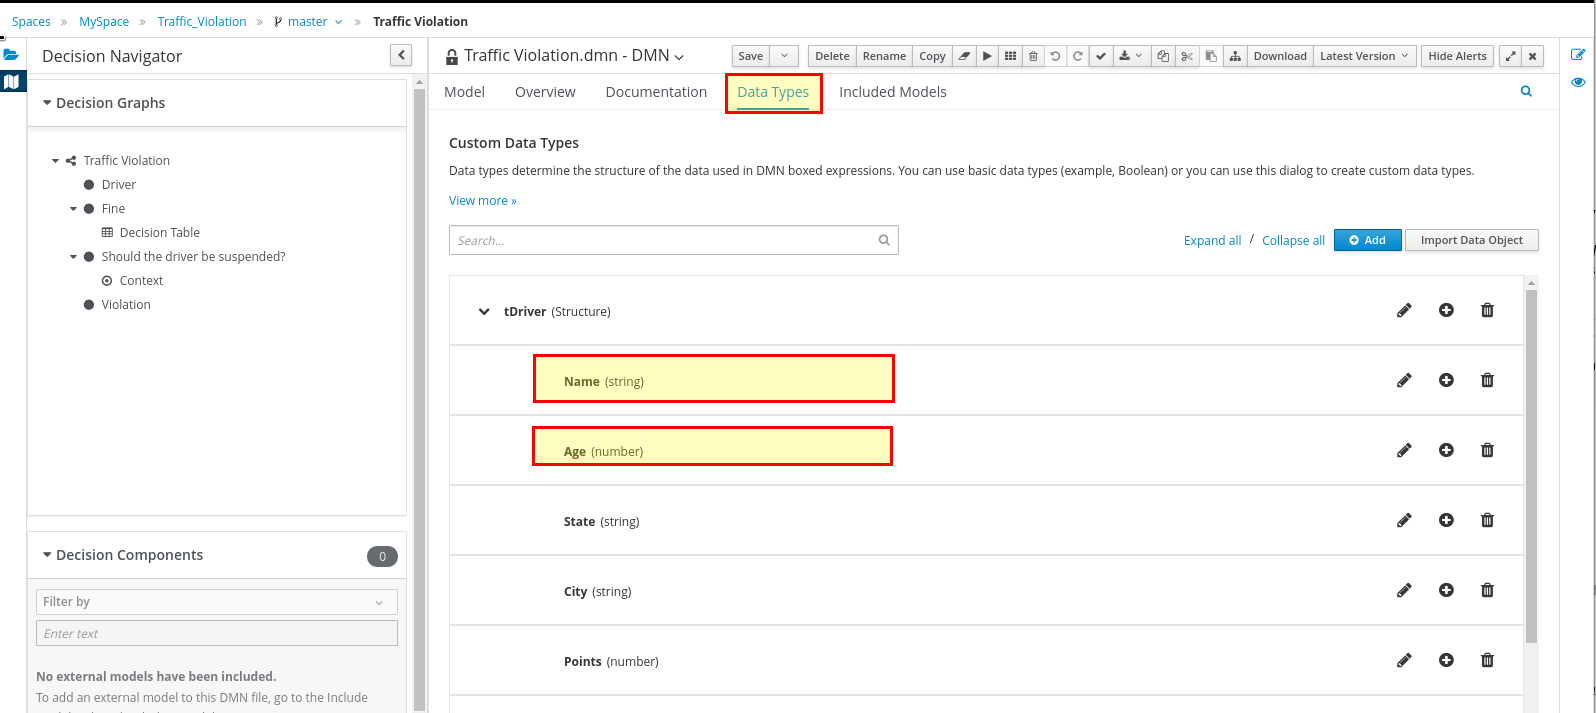 Spaces » MySpace » Traffic_Violation » master » Traffic Violation
Decision Navigator
Decision Graphs
Traffic Violation
Driver
Fine
Decision Table
Should the driver be suspended?
Context
Violation
Decision Components 0
Filter by
Enter text
No external models have been included.
To add an external model to this DMN file, go to the Include
Traffic Violation.dmn - DMN
Save Delete Rename Copy Download Latest Version Hide Alerts
Model Overview Documentation Data Types Included Models
Custom Data Types
Data types determine the structure of the data used in DMN boxed expressions. You can use basic data types (example, Boolean) or you can use this dialog to create custom data types.
View more »
Search...
Expand all / Collapse all Add Import Data Object
tDriver (Structure)
Name (string)
Age (number)
State (string)
City (string)
Points (number)